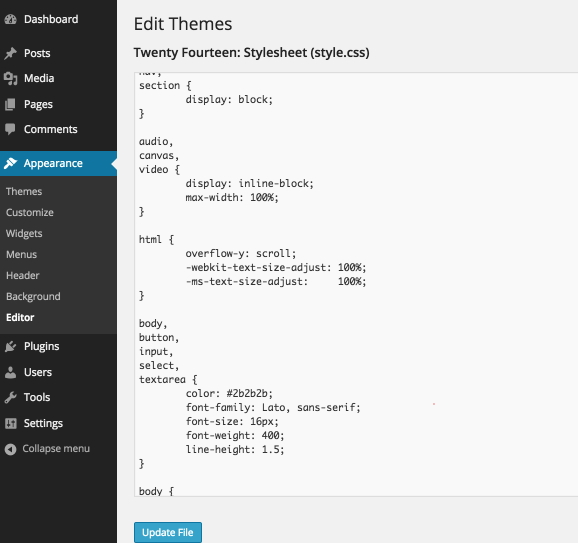 Dashboard
Posts
Media
Pages
Comments
Appearance
Themes
Customize
Widgets
Menus
Header
Background
Editor
Plugins
Users
Tools
Settings
Collapse menu
Edit Themes
Twenty Fourteen: Stylesheet (style.css)
nav,
section {
display: block;
}
audio,
canvas,
video {
display: inline-block;
max-width: 100%;
}
html {
overflow-y: scroll;
-webkit-text-size-adjust: 100%;
-ms-text-size-adjust:     100%;
}
body,
button,
input,
select,
textarea {
color: #2b2b2b;
font-family: Lato, sans-serif;
font-size: 16px;
font-weight: 400;
line-height: 1.5;
}
body {
Update File